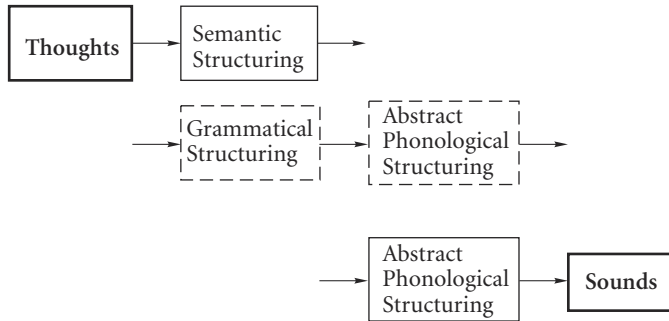 Thoughts
Semantic
Structuring
Grammatical
Structuring
Abstract
Phonological
Structuring
Abstract
Phonological
Structuring
Sounds